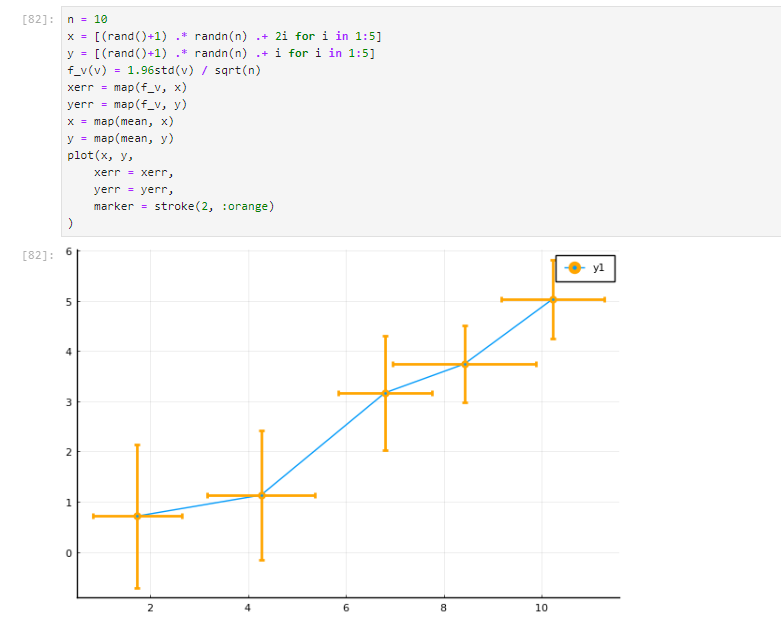 [82]: n = 10
x = [(rand()+1) .* randn(n) .+ 2i for i in 1:5]
y = [(rand()+1) .* randn(n) .+ i for i in 1:5]
f_v(v) = 1.96std(v) / sqrt(n)
xerr = map(f_v, x)
yerr = map(f_v, y)
x = map(mean, x)
y = map(mean, y)
plot(x, y,
    xerr = xerr,
    yerr = yerr,
    marker = stroke(2, :orange)
)
[82]:
y1
6
5
4
3
2
1
0
2 4 6 8 10